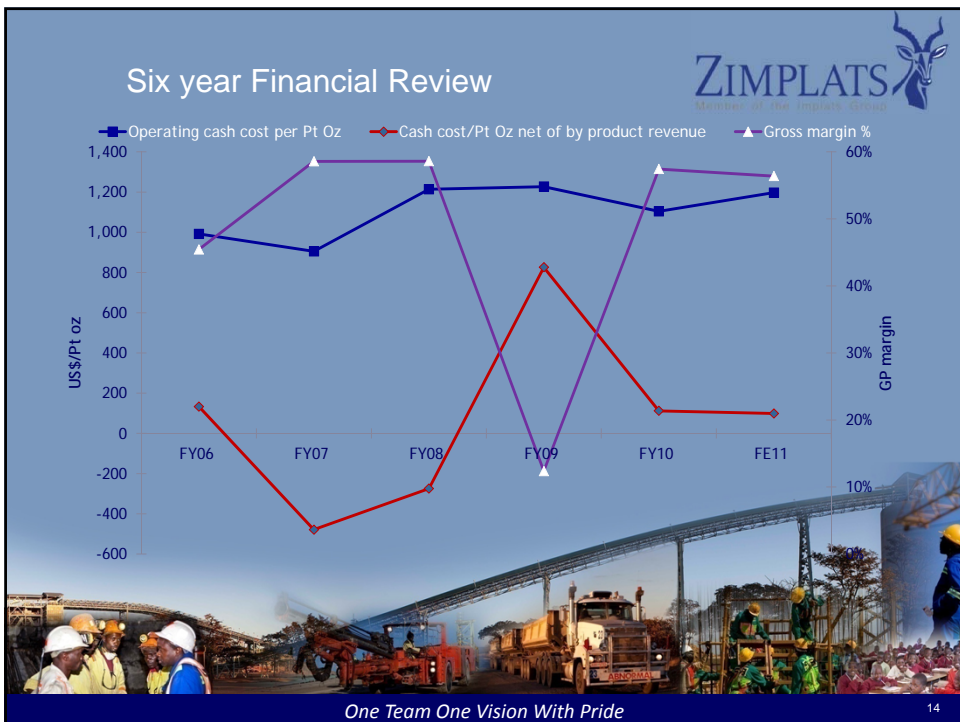 Six year Financial Review
ZIMPLATS
Member of the Implats Group
Operating cash cost per Pt Oz
Cash cost/Pt Oz net of by product revenue
Gross margin %
1,400
1,200
1,000
800
600
400
200
0
-200
-400
-600
US$/Pt oz
FY06
FY07
FY08
FY09
FY10
FE11
60%
50%
40%
30%
20%
10%
0%
GP margin
ABNORMAL
One Team One Vision With Pride
14